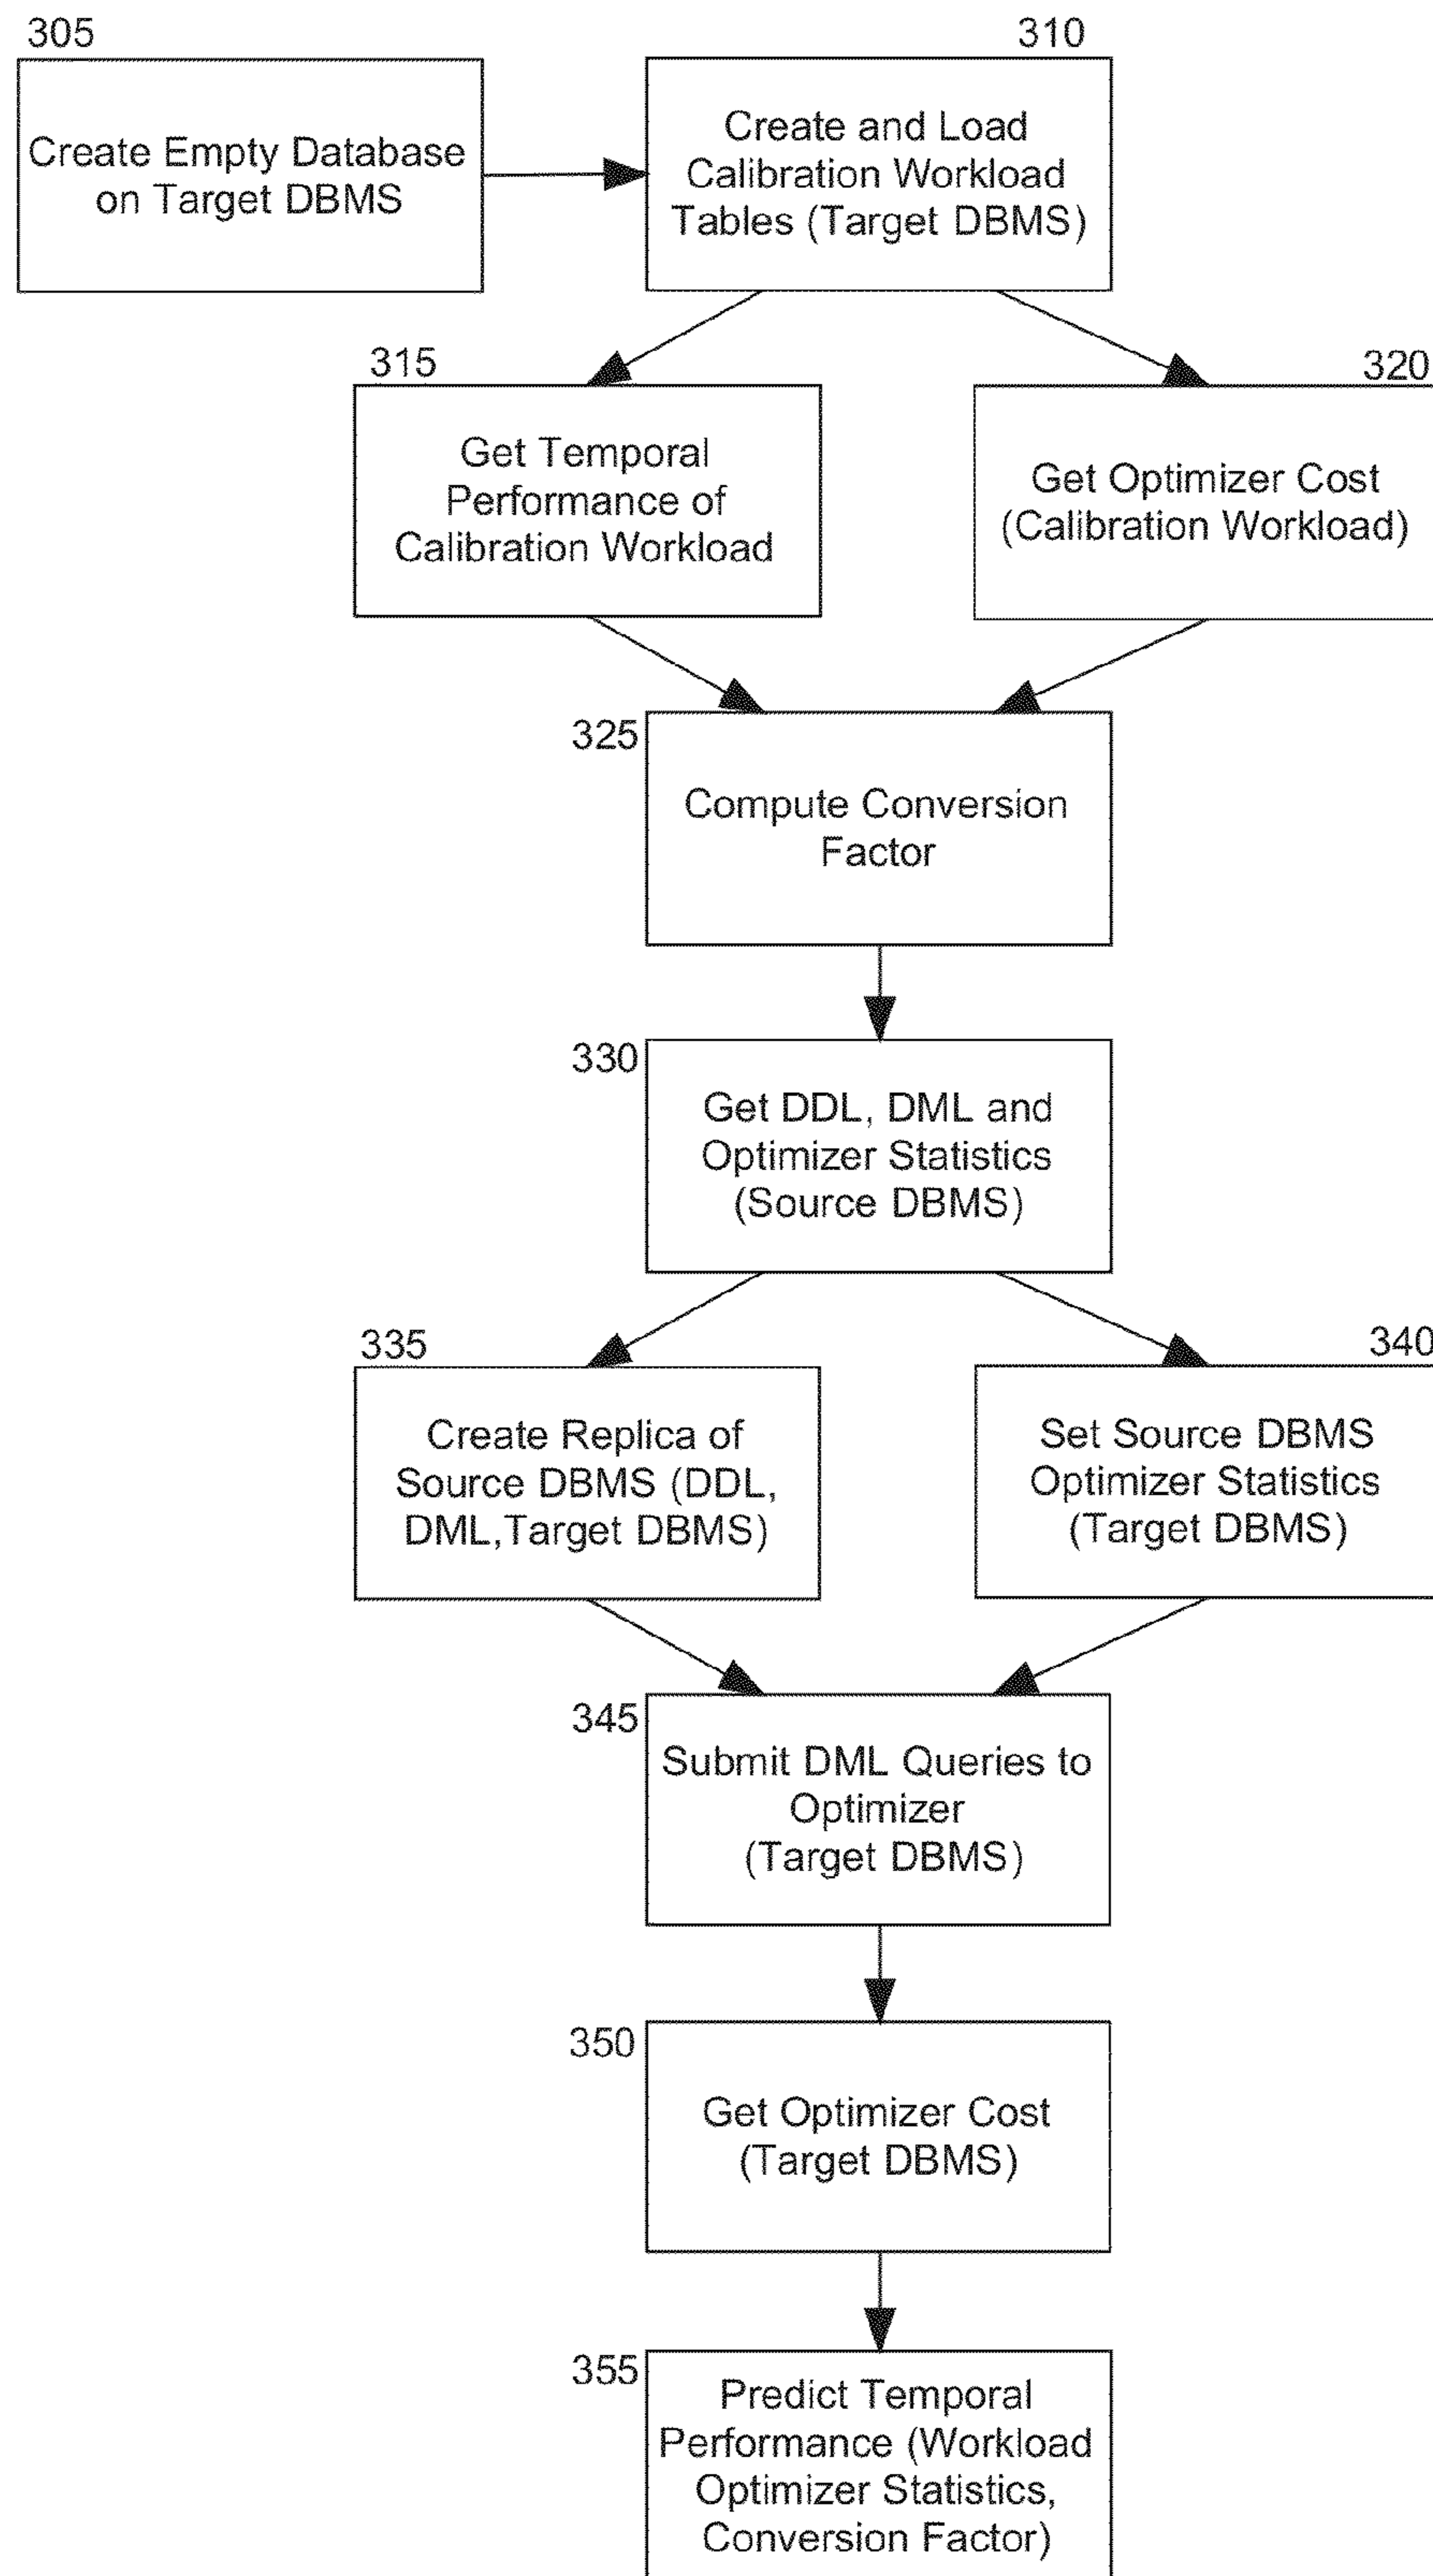 305
Create Empty Database
on Target DBMS
310
Create and Load
Calibration Workload
Tables (Target DBMS)
315
Get Temporal
Performance of
Calibration Workload
320
Get Optimizer Cost
(Calibration Workload)
325
Compute Conversion
Factor
330
Get DDL, DML and
Optimizer Statistics
(Source DBMS)
335
Create Replica of
Source DBMS (DDL,
DML,Target DBMS)
340
Set Source DBMS
Optimizer Statistics
(Target DBMS)
345
Submit DML Queries to
Optimizer
(Target DBMS)
350
Get Optimizer Cost
(Target DBMS)
355
Predict Temporal
Performance (Workload
Optimizer Statistics,
Conversion Factor)